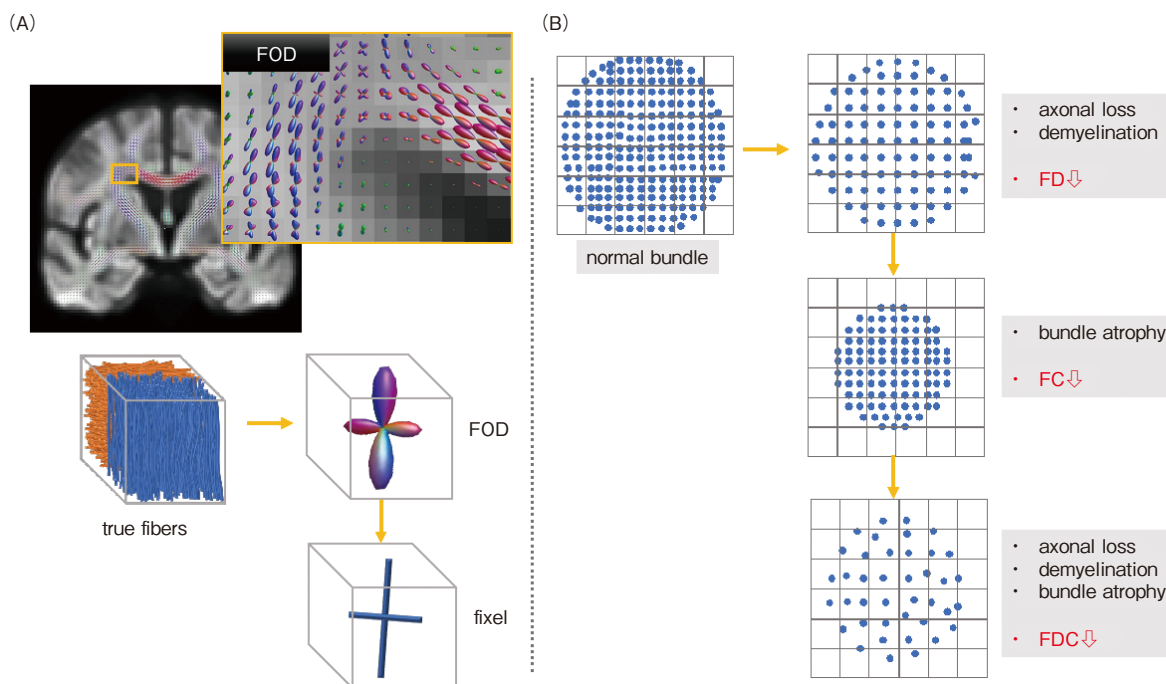 (A)
FOD
FOD
true fibers
fixel
(B)
normal bundle
・ axonal loss
・ demyelination
・ FD⇩
・ bundle atrophy
・ FC⇩
・ axonal loss
・ demyelination
・ bundle atrophy
・ FDC⇩